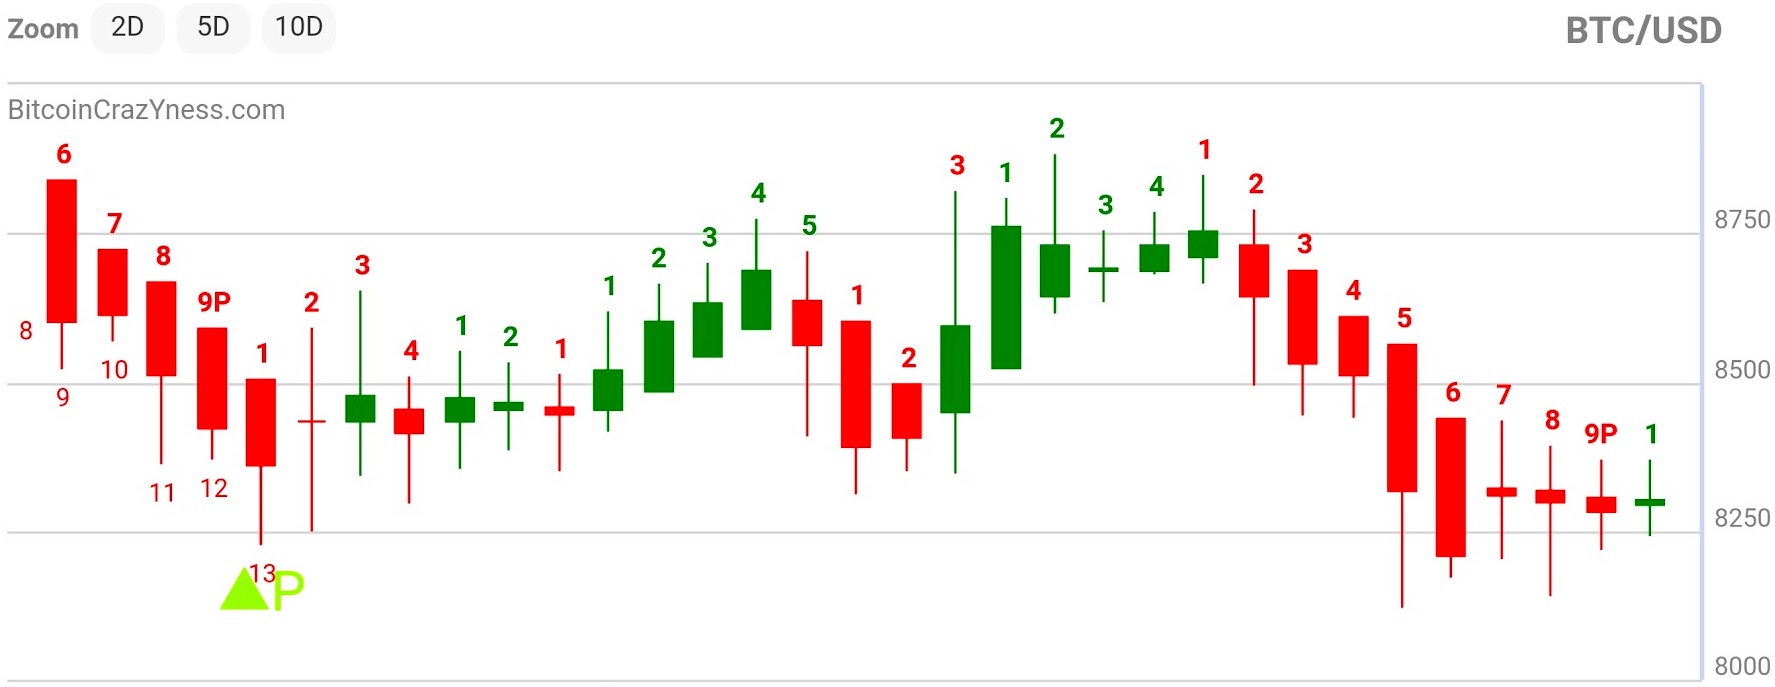 Zoom 2D 5D 10D BTC/USD
BitcoinCrazYness.com
2
6 3 1 4 1 2
7 8 3 2 4 5 3 3 8750
9P 2 1 1 4
8 1 4 1 2 1 2 5
10 9 6 7 8500
11 12 8 9P 1
8250
13 P
8000